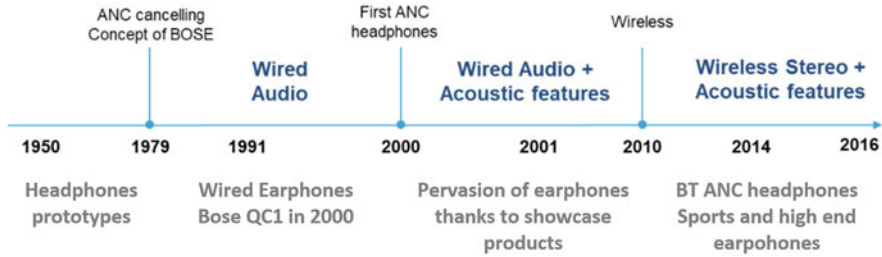 ANC cancelling
Concept of BOSE
First ANC
headphones
Wireless
Wired
Audio
Wired Audio +
Acoustic features
Wireless Stereo +
Acoustic features
1950
1979
1991
2000
2001
2010
2014
2016
Headphones
prototypes
Wired Earphones
Bose QC1 in 2000
Pervasion of earphones
thanks to showcase
products
BT ANC headphones
Sports and high end
earpohones